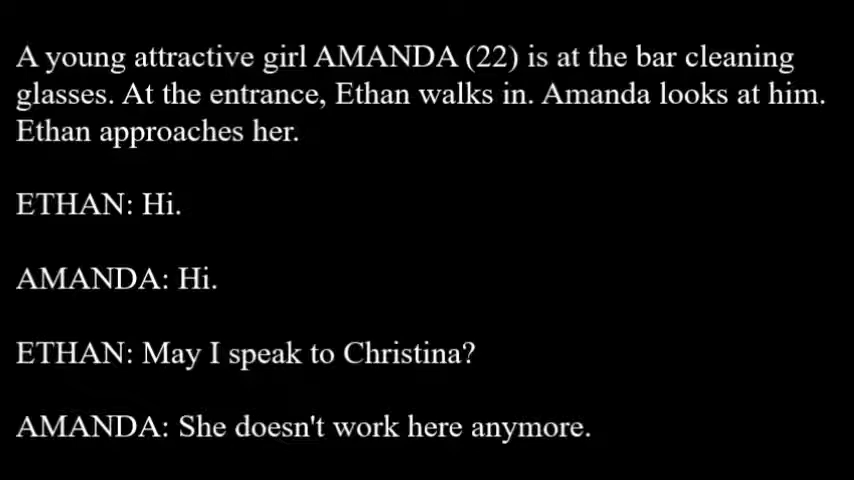 A young attractive girl AMANDA (22) is at the bar cleaning
glasses. At the entrance, Ethan walks in. Amanda looks at him.
Ethan approaches her.
ETHAN: Hi.
AMANDA: Hi.
ETHAN: May I speak to Christina?
AMANDA: She doesn't work here anymore.